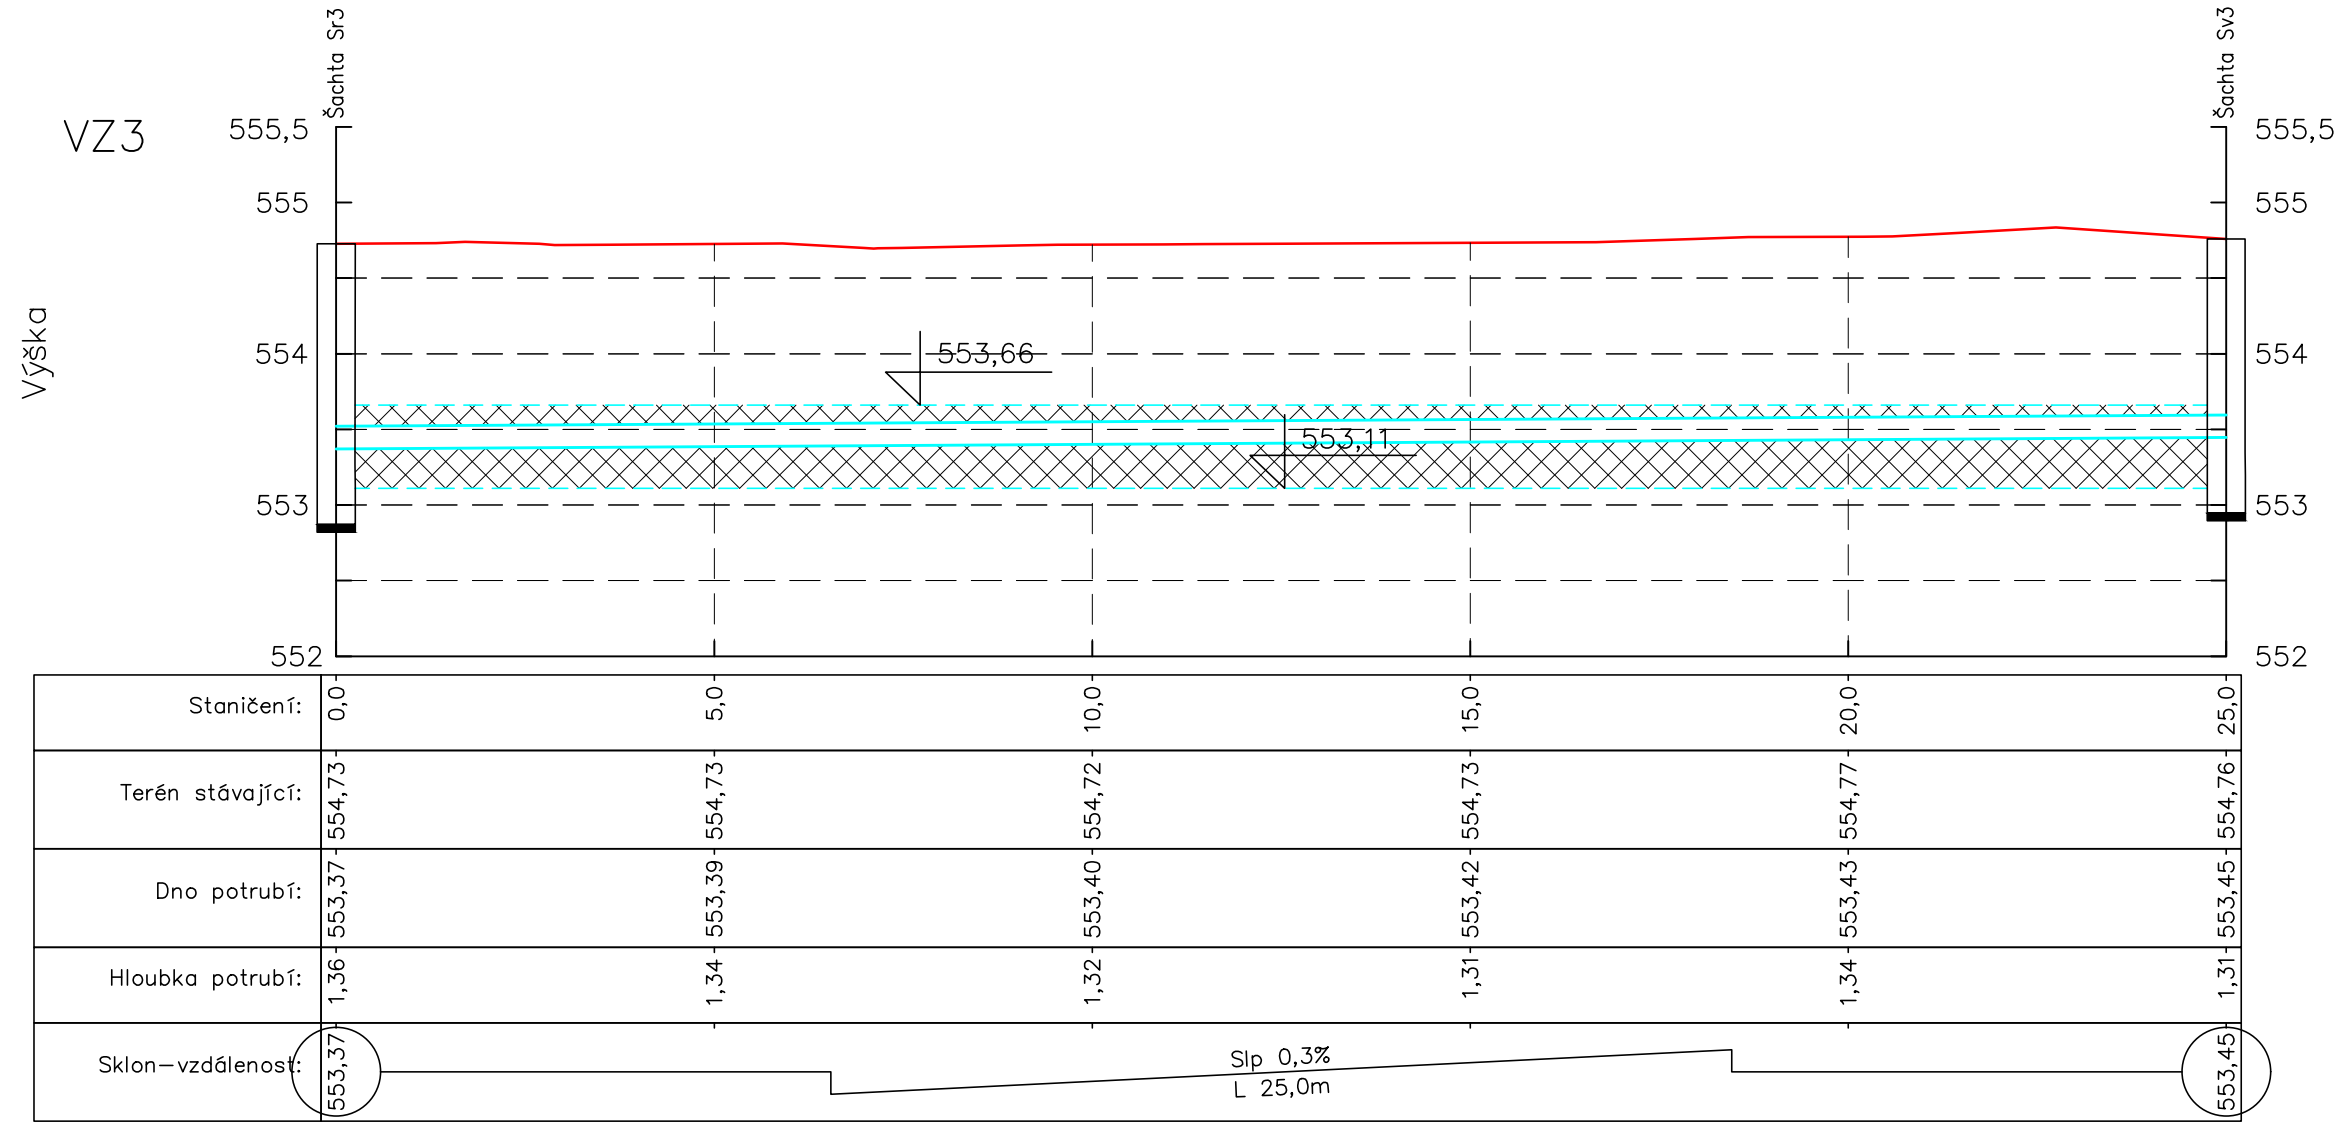 Šachta Sr3
Šachta Sv3
VZ3
555,5
555,5
555
555
Výška
554
553,66
554
553,11
553
553
552
552
Staničení: 0,0 5,0 10,0 15,0 20,0 25,0
Terén stávající: 554,73 554,73 554,72 554,73 554,77 554,76
Dno potrubí: 553,37 553,39 553,40 553,42 553,43 553,45
Hloubka potrubí: 1,36 1,34 1,32 1,31 1,34 1,31
Sklon-vzdálenost: 553,37 Slp 0,3% 553,45
L 25,0m